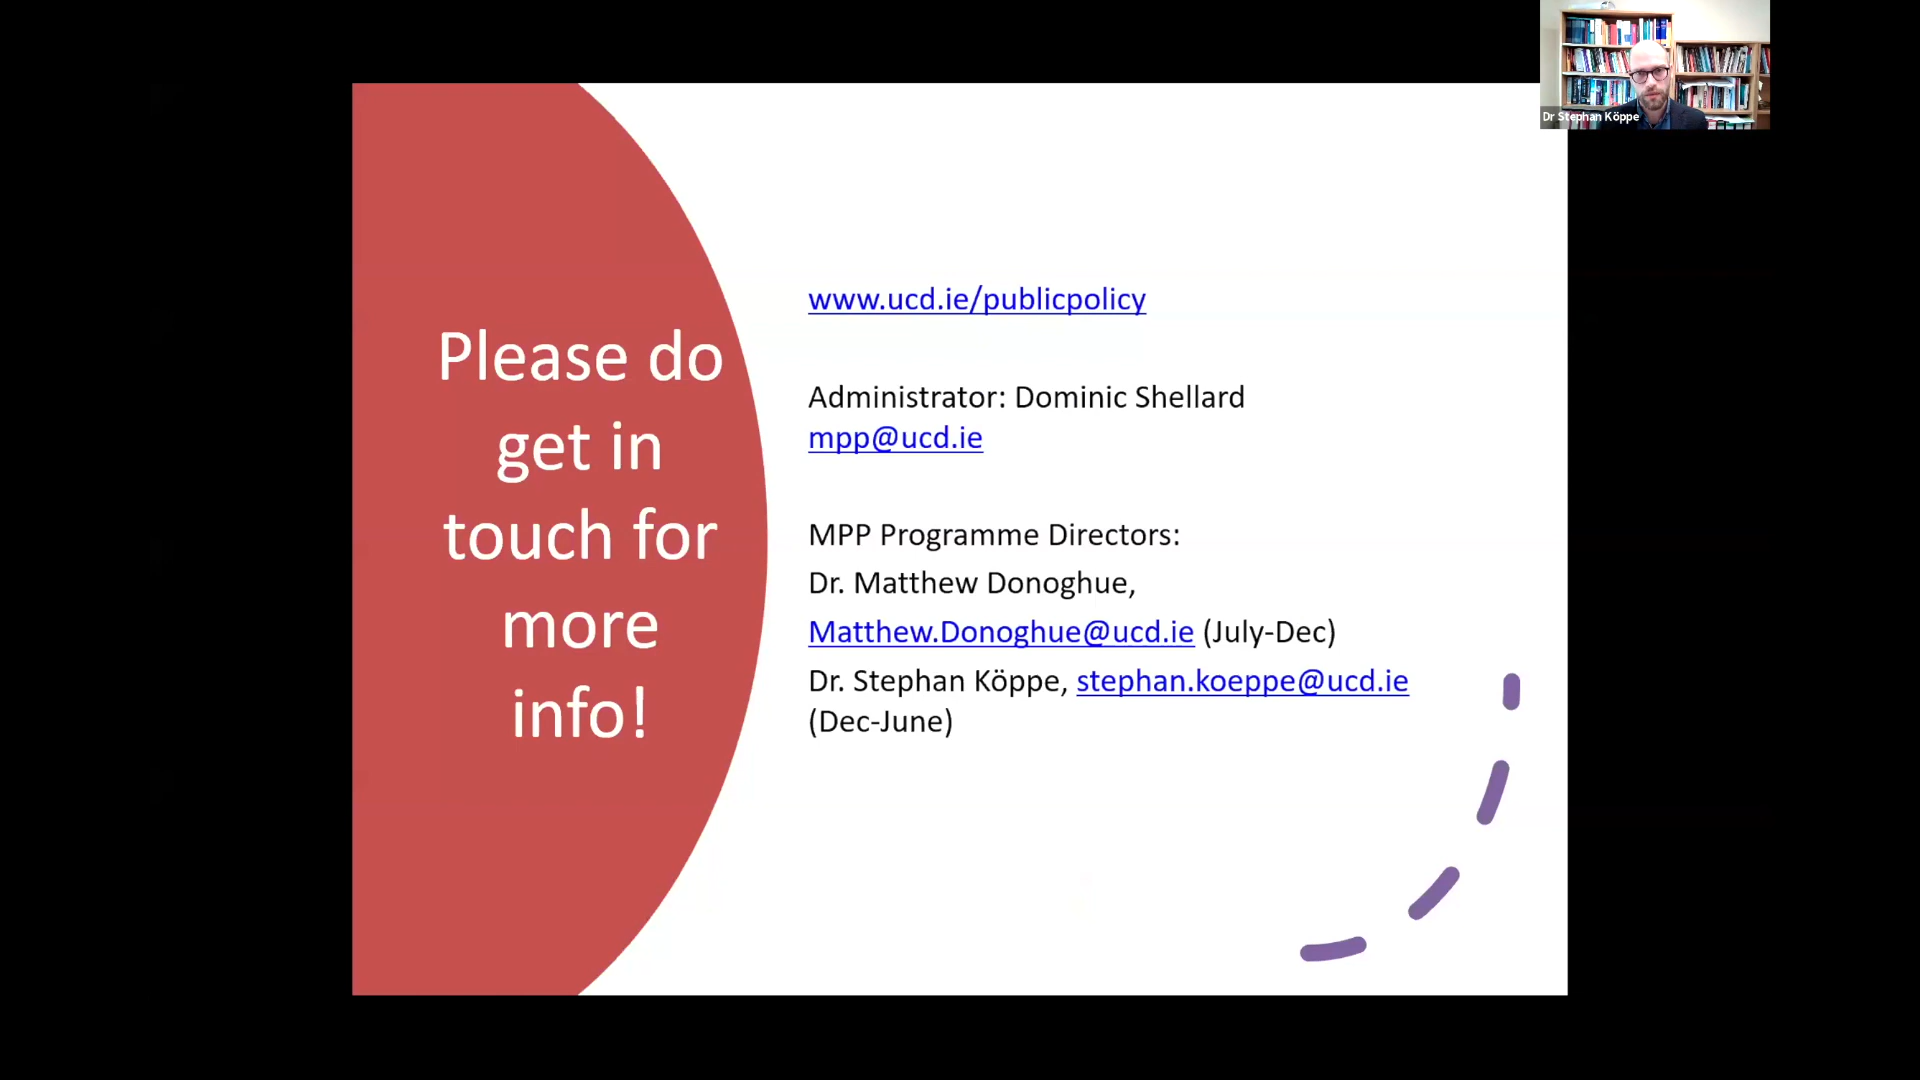 Dr Stephan Köppe
Please do
get in
touch for
more
info!
www.ucd.ie/publicpolicy
Administrator: Dominic Shellard
mpp@ucd.ie
MPP Programme Directors:
Dr. Matthew Donoghue,
Matthew.Donoghue@ucd.ie (July-Dec)
Dr. Stephan Köppe, stephan.koeppe@ucd.ie
(Dec-June)